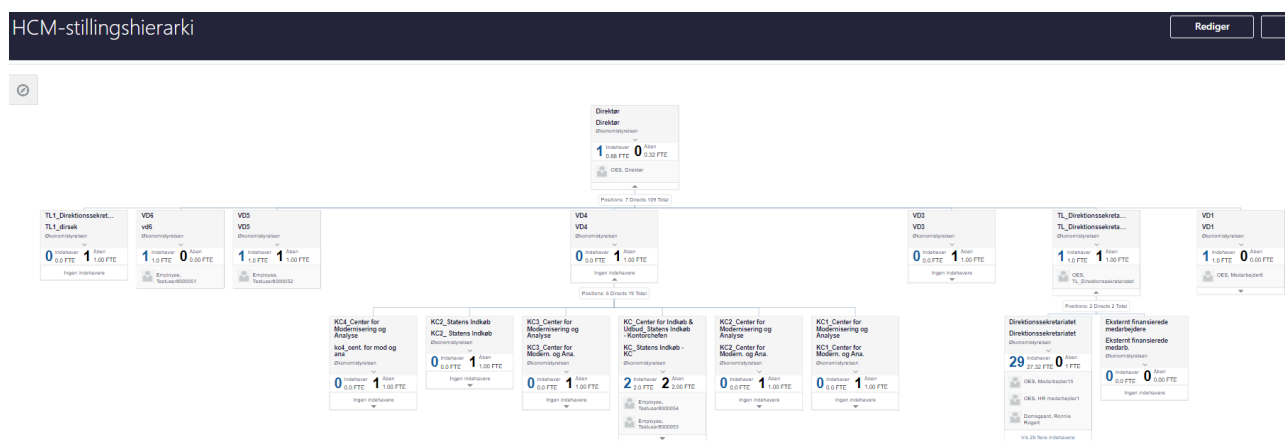 HCM-stillingshierarki
Rediger
Direktør
Direktør
Økonomistyrelsen
1 Indehaver 0.68 FTE 0 Åben 0.32 FTE
OES, Direktør
Positions: 7 Directs 109 Total
TL1_Direktionssekret...
TL1_dirsek
Økonomistyrelsen
0 Indehaver 0.0 FTE 1 Åben 1.00 FTE
Ingen indehavere
VD6
vd6
Økonomistyrelsen
1 Indehaver 1.0 FTE 0 Åben 0.00 FTE
Employee,
Testuser8000051
VD5
VD5
Økonomistyrelsen
1 Indehaver 1.0 FTE 1 Åben 1.00 FTE
Employee,
Testuser8000052
VD4
VD4
Økonomistyrelsen
0 Indehaver 0.0 FTE 1 Åben 1.00 FTE
Ingen indehavere
Positions: 6 Directs 19 Total
VD3
VD3
Økonomistyrelsen
0 Indehaver 0.0 FTE 1 Åben 1.00 FTE
Ingen indehavere
TL_Direktionssekreta...
TL_Direktionssekreta...
Økonomistyrelsen
1 Indehaver 1.0 FTE 1 Åben 1.00 FTE
OES,
TL_Direktionssekretariatet
Positions: 2 Directs 2 Total
VD1
VD1
Økonomistyrelsen
1 Indehaver 1.0 FTE 0 Åben 0.00 FTE
OES, Medarbejder6
KC4_Center for
Modernisering og
Analyse
kc4_cent. for mod og
ana
Økonomistyrelsen
0 Indehaver 0.0 FTE 1 Åben 1.00 FTE
Ingen indehavere
KC2_Statens Indkøb
KC2_ Statens Indkøb
Økonomistyrelsen
0 Indehaver 0.0 FTE 1 Åben 1.00 FTE
Ingen indehavere
KC3_Center for
Modernisering og
Analyse
KC3_Center for
Modern. og Ana.
Økonomistyrelsen
0 Indehaver 0.0 FTE 1 Åben 1.00 FTE
Ingen indehavere
KC_Center for Indkøb &
Udbud_Statens Indkøb
- Kontorchefen
KC_Statens Indkøb -
KC
Økonomistyrelsen
2 Indehaver 2.0 FTE 2 Åben 2.00 FTE
Employee,
Testuser8000054
Employee,
Testuser8000053
KC2_Center for
Modernisering og
Analyse
KC2_Center for
Modern. og Ana.
Økonomistyrelsen
0 Indehaver 0.0 FTE 1 Åben 1.00 FTE
Ingen indehavere
KC1_Center for
Modernisering og
Analyse
KC1_Center for
Modern. og Ana.
Økonomistyrelsen
0 Indehaver 0.0 FTE 1 Åben 1.00 FTE
Ingen indehavere
Direktionssekretariatet
Direktionssekretariatet
Økonomistyrelsen
29 Indehaver 27.32 FTE 0 Åben 1 FTE
OES, Medarbejder15
OES, HR medarbejder1
Damsgaard, Ronnie
Vis 26 flere indehavere
Eksternt finansierede
medarbejdere
Eksternt finansierede
medarb.
Økonomistyrelsen
0 Indehaver 0.0 FTE 0 Åben 0.00 FTE
Ingen indehavere